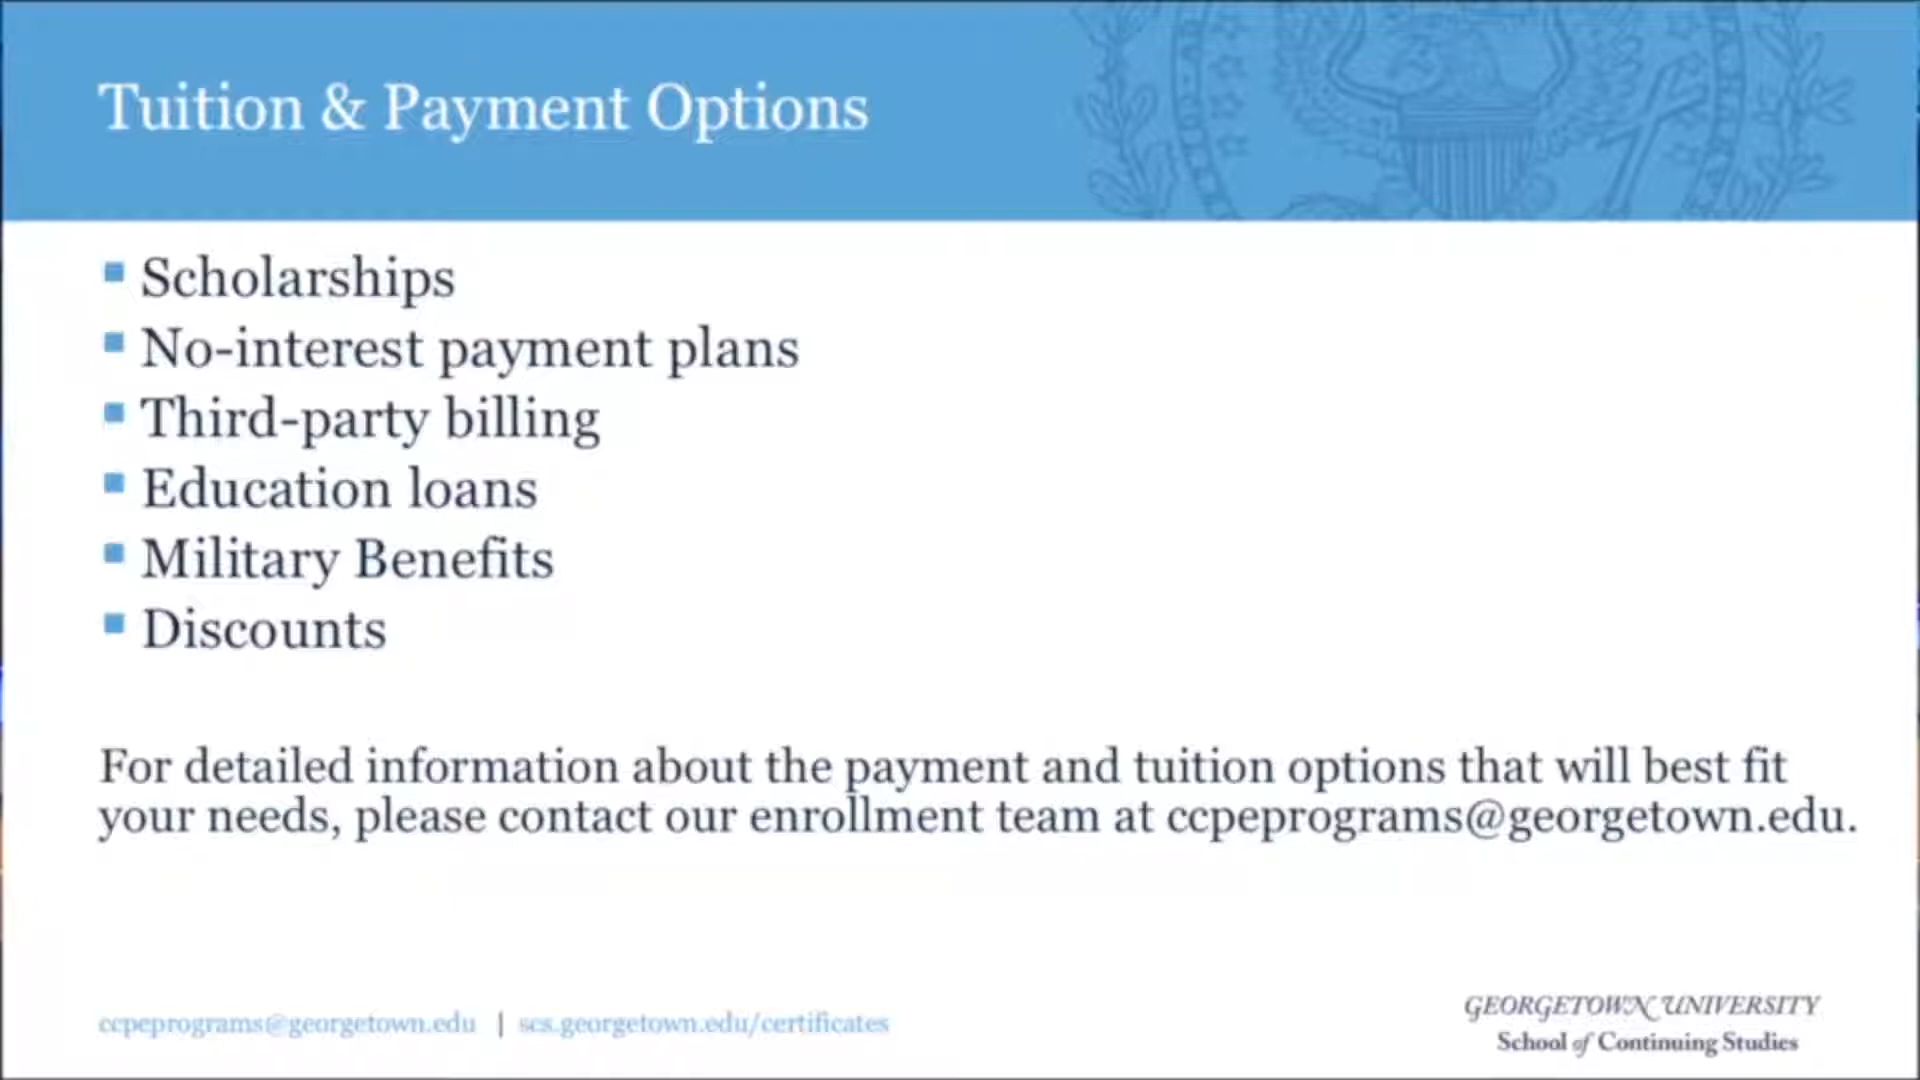 Tuition & Payment Options
Scholarships
No-interest payment plans
Third-party billing
Education loans
Military Benefits
Discounts
For detailed information about the payment and tuition options that will best fit
your needs, please contact our enrollment team at ccpeprograms@georgetown.edu.
ccpeprograms@georgetown.edu | scs.georgetown.edu/certificates
GEORGETOWN UNIVERSITY
School of Continuing Studies